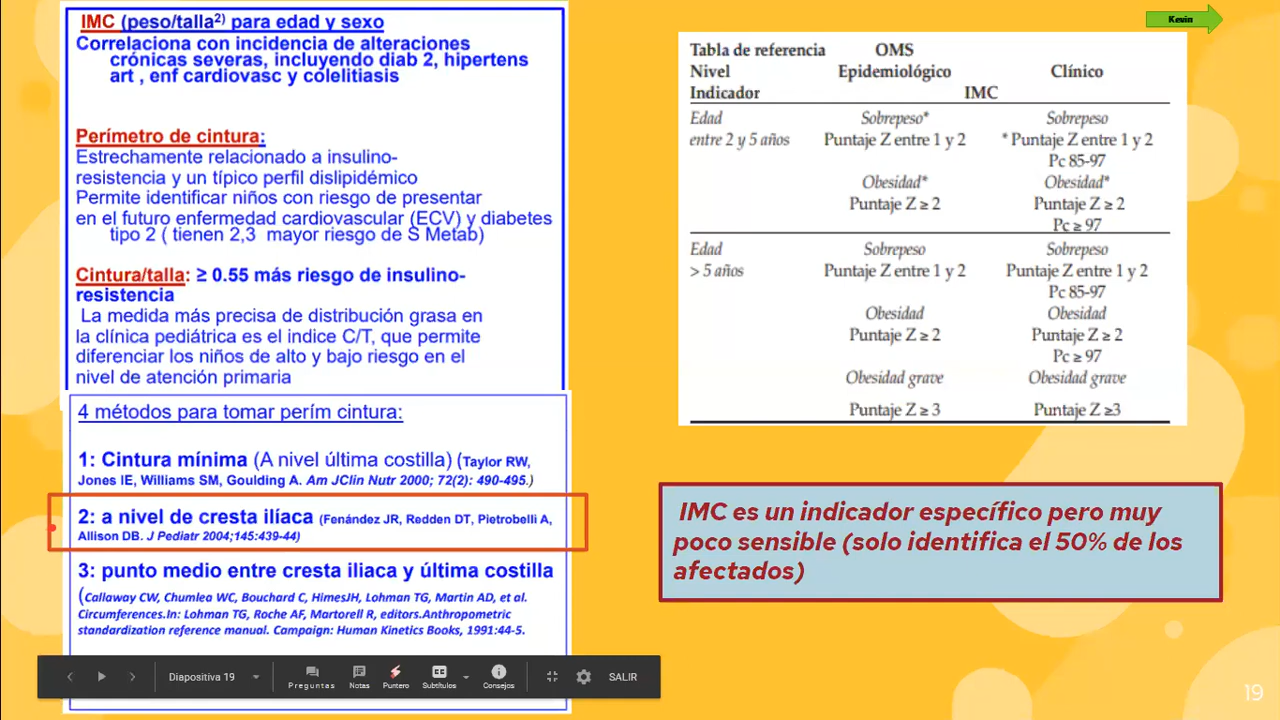 IMC (peso/talla2) para edad y sexo
Correlaciona con incidencia de alteraciones
crónicas severas, incluyendo diab 2, hipertens
art , enf cardiovasc y colelitiasis
Perímetro de cintura:
Estrechamente relacionado a insulino-
resistencia y un típico perfil dislipidémico
Permite identificar niños con riesgo de presentar
en el futuro enfermedad cardiovascular (ECV) y diabetes
tipo 2 ( tienen 2,3 mayor riesgo de S Metab)
Cintura/talla: ≥ 0.55 más riesgo de insulino-
resistencia
La medida más precisa de distribución grasa en
la clínica pediátrica es el indice C/T, que permite
diferenciar los niños de alto y bajo riesgo en el
nivel de atención primaria
4 métodos para tomar perím cintura:
1: Cintura mínima (A nivel última costilla) (Taylor RW,
Jones IE, Williams SM, Goulding A. Am JClin Nutr 2000; 72(2): 490-495.)
2: a nivel de cresta ilíaca (Fenández JR, Redden DT, Pietrobelli A,
Allison DB. J Pediatr 2004;145:439-44)
3: punto medio entre cresta iliaca y última costilla
(Callaway CW, Chumlea WC, Bouchard C, HimesJH, Lohman TG, Martin AD, et al.
Circumferences.In: Lohman TG, Roche AF, Martorell R, editors.Anthropometric
standardization reference manual. Campaign: Human Kinetics Books, 1991:44-5.
Diapositiva 19
Preguntas
Notas
Puntero
CC
Subtítulos
Consejos
SALIR
Kevin
Tabla de referencia OMS
Nivel Epidemiológico Clínico
Indicador IMC
Edad Sobrepeso* Sobrepeso
entre 2 y 5 años Puntaje Z entre 1 y 2 * Puntaje Z entre 1 y 2
Pc 85-97
Obesidad* Obesidad*
Puntaje Z ≥ 2 Puntaje Z ≥ 2
Pc ≥ 97
Edad Sobrepeso Sobrepeso
> 5 años Puntaje Z entre 1 y 2 Puntaje Z entre 1 y 2
Pc 85-97
Obesidad Obesidad
Puntaje Z ≥ 2 Puntaje Z ≥ 2
Pc ≥ 97
Obesidad grave Obesidad grave
Puntaje Z ≥ 3 Puntaje Z ≥3
IMC es un indicador específico pero muy
poco sensible (solo identifica el 50% de los
afectados)
19